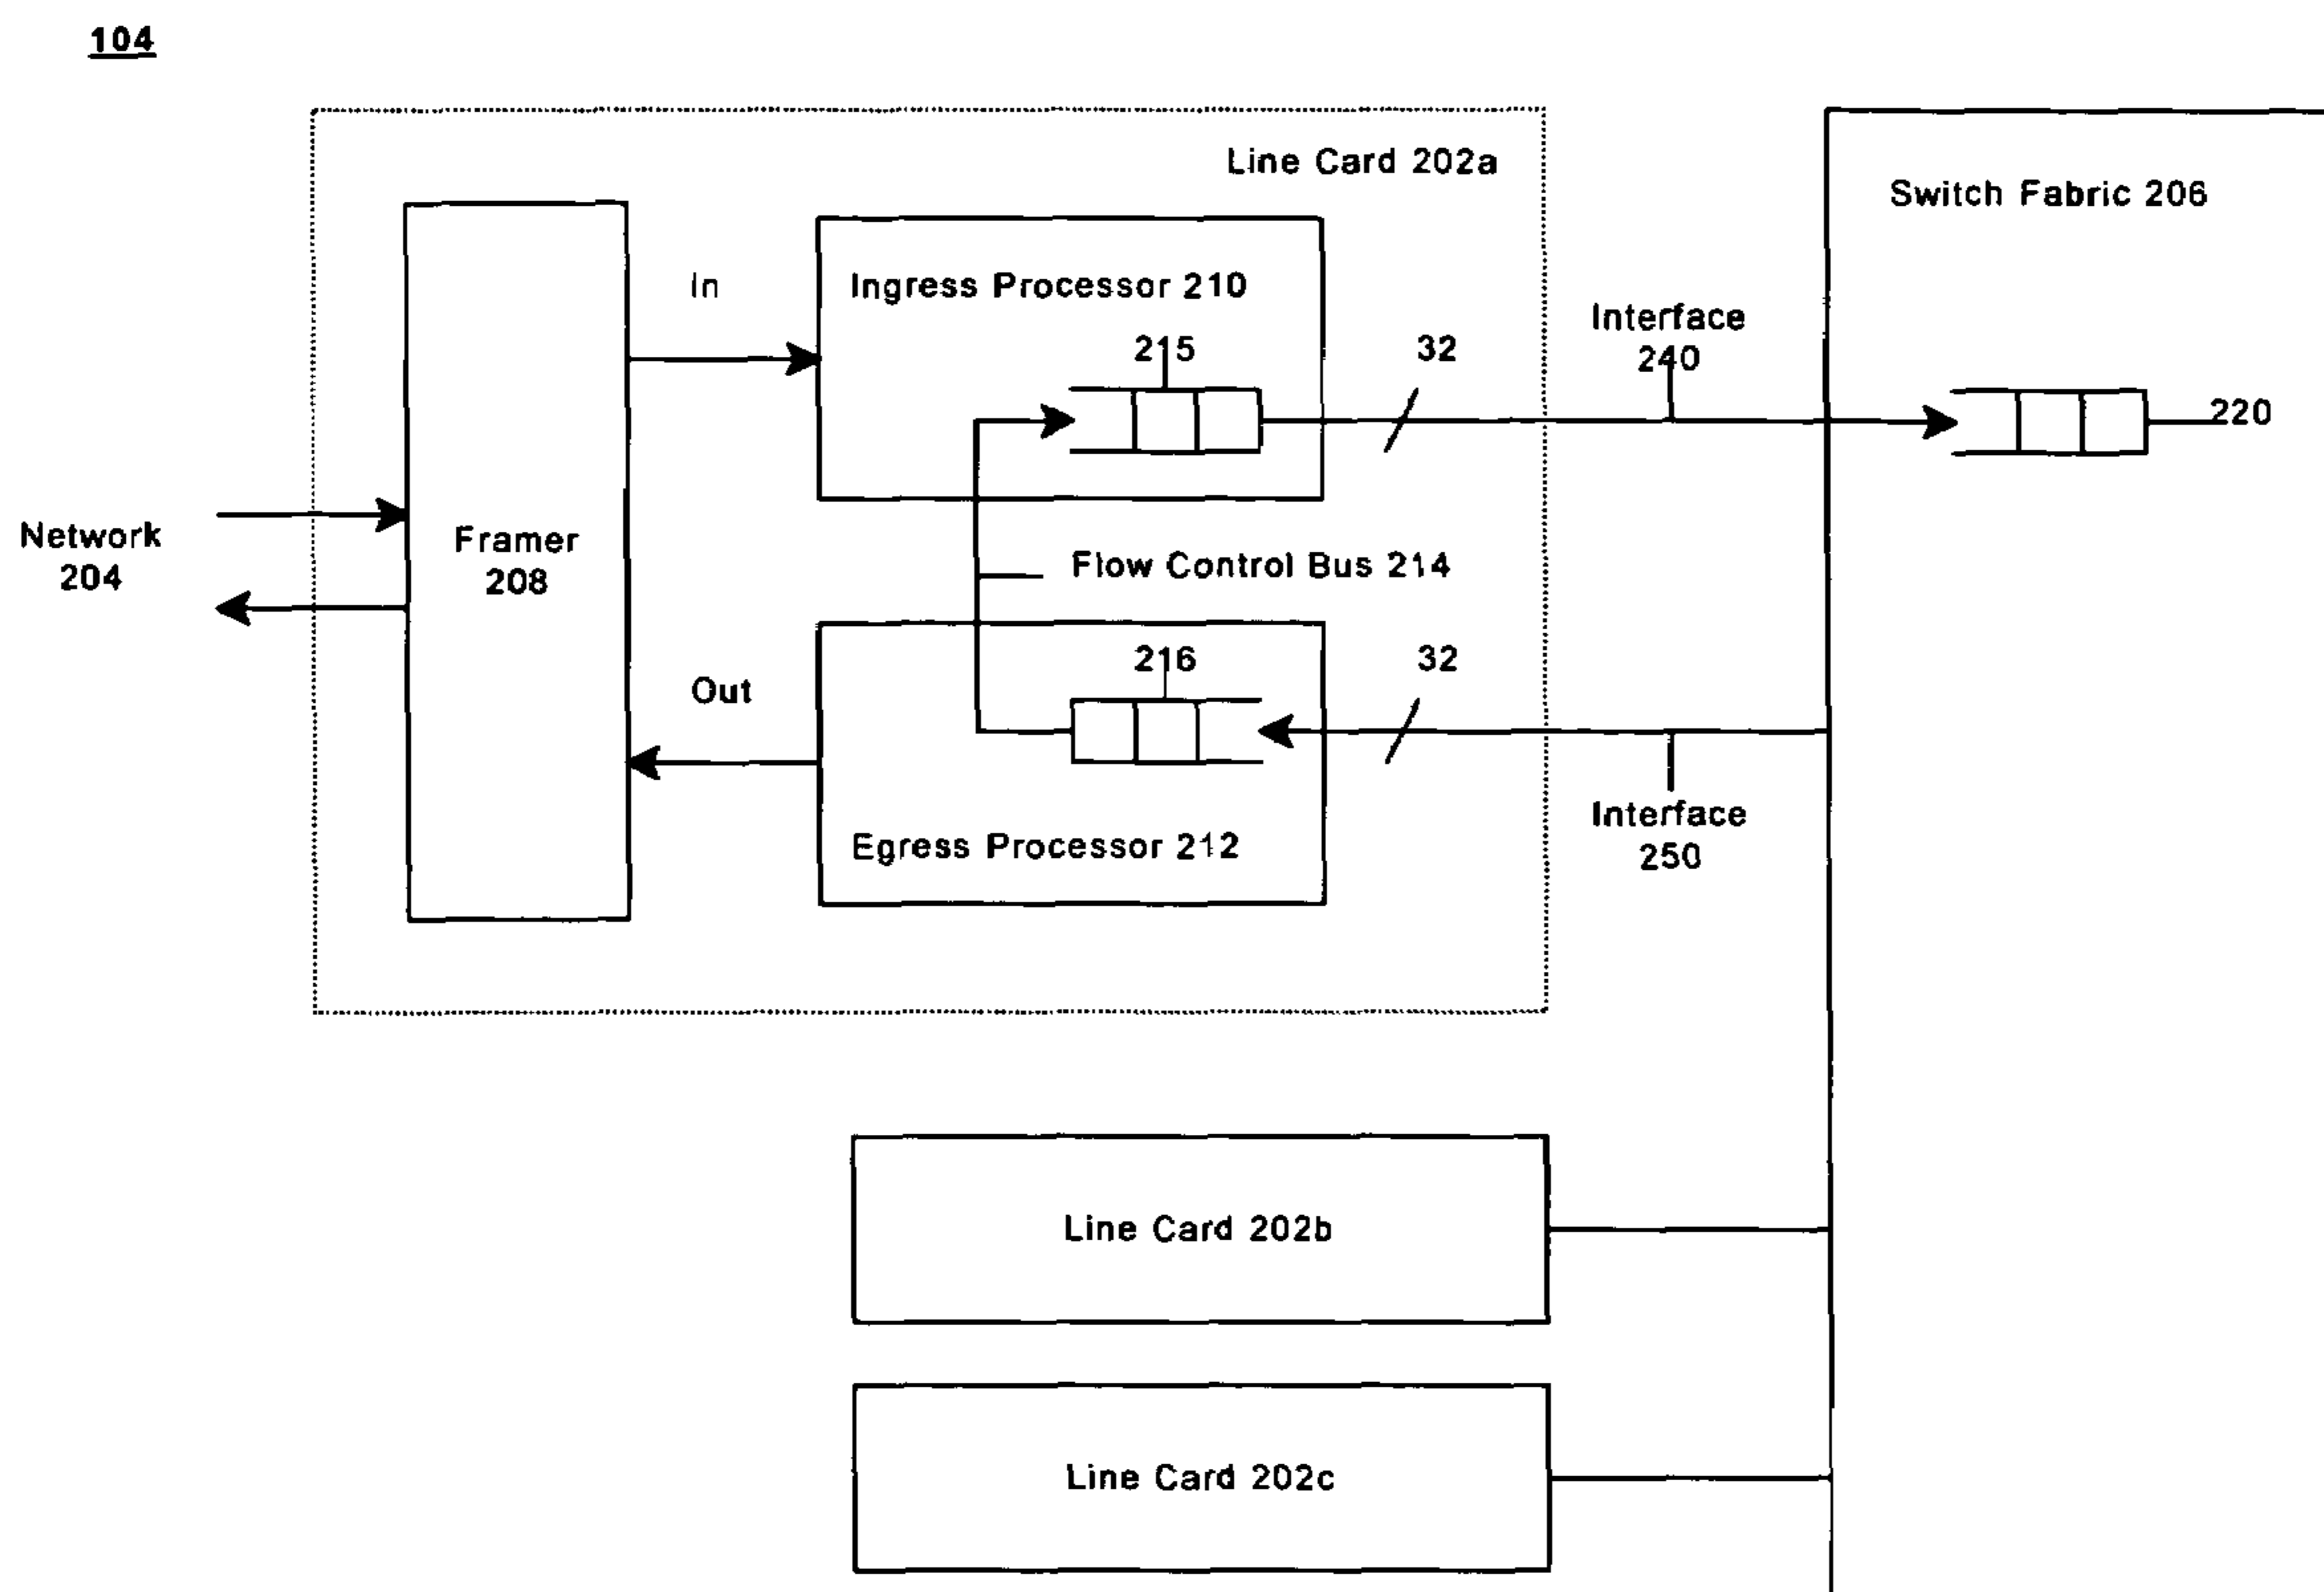 104
Line Card 202a
Switch Fabric 206
In
Ingress Processor 210
Interface
240
215
32
220
Network
204
Framer
208
Flow Control Bus 214
216
32
Out
Interface
250
Egress Processor 212
Line Card 202b
Line Card 202c